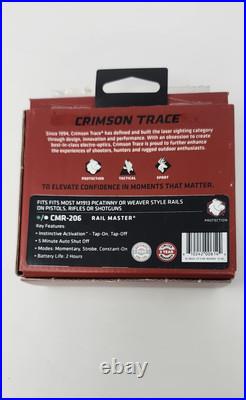 CRIMSON TRACE
Since 1994, Crimson Trace® has defined and built the laser sighting category
through design, innovation and performance. With an obsession to create
best-in-class electro-optics, Crimson Trace is proud to further enhance
the experiences of shooters, hunters and rugged outdoor enthusiasts.
PROTECTION TACTICAL SPORT
TO ELEVATE CONFIDENCE IN MOMENTS THAT MATTER.
FITS FITS MOST M1913 PICATINNY OR WEAVER STYLE RAILS
ON PISTOLS, RIFLES OR SHOTGUNS
CMR-206 RAIL MASTER®
Key Features:
• Instinctive Activation™ - Tap On, Tap Off
• 5 Minute Auto Shut Off
• Modes: Momentary, Strobe, Constant-On
• Battery Life: 2 Hours
PROTECTION